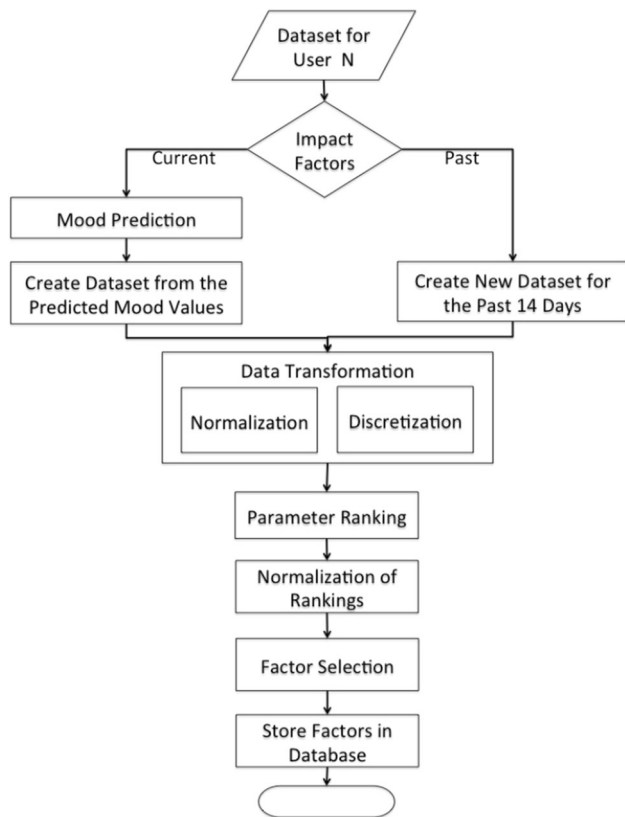 Dataset for
User N
Impact
Factors
Current
Past
Mood Prediction
Create Dataset from the
Predicted Mood Values
Create New Dataset for
the Past 14 Days
Data Transformation
Normalization
Discretization
Parameter Ranking
Normalization of
Rankings
Factor Selection
Store Factors in
Database